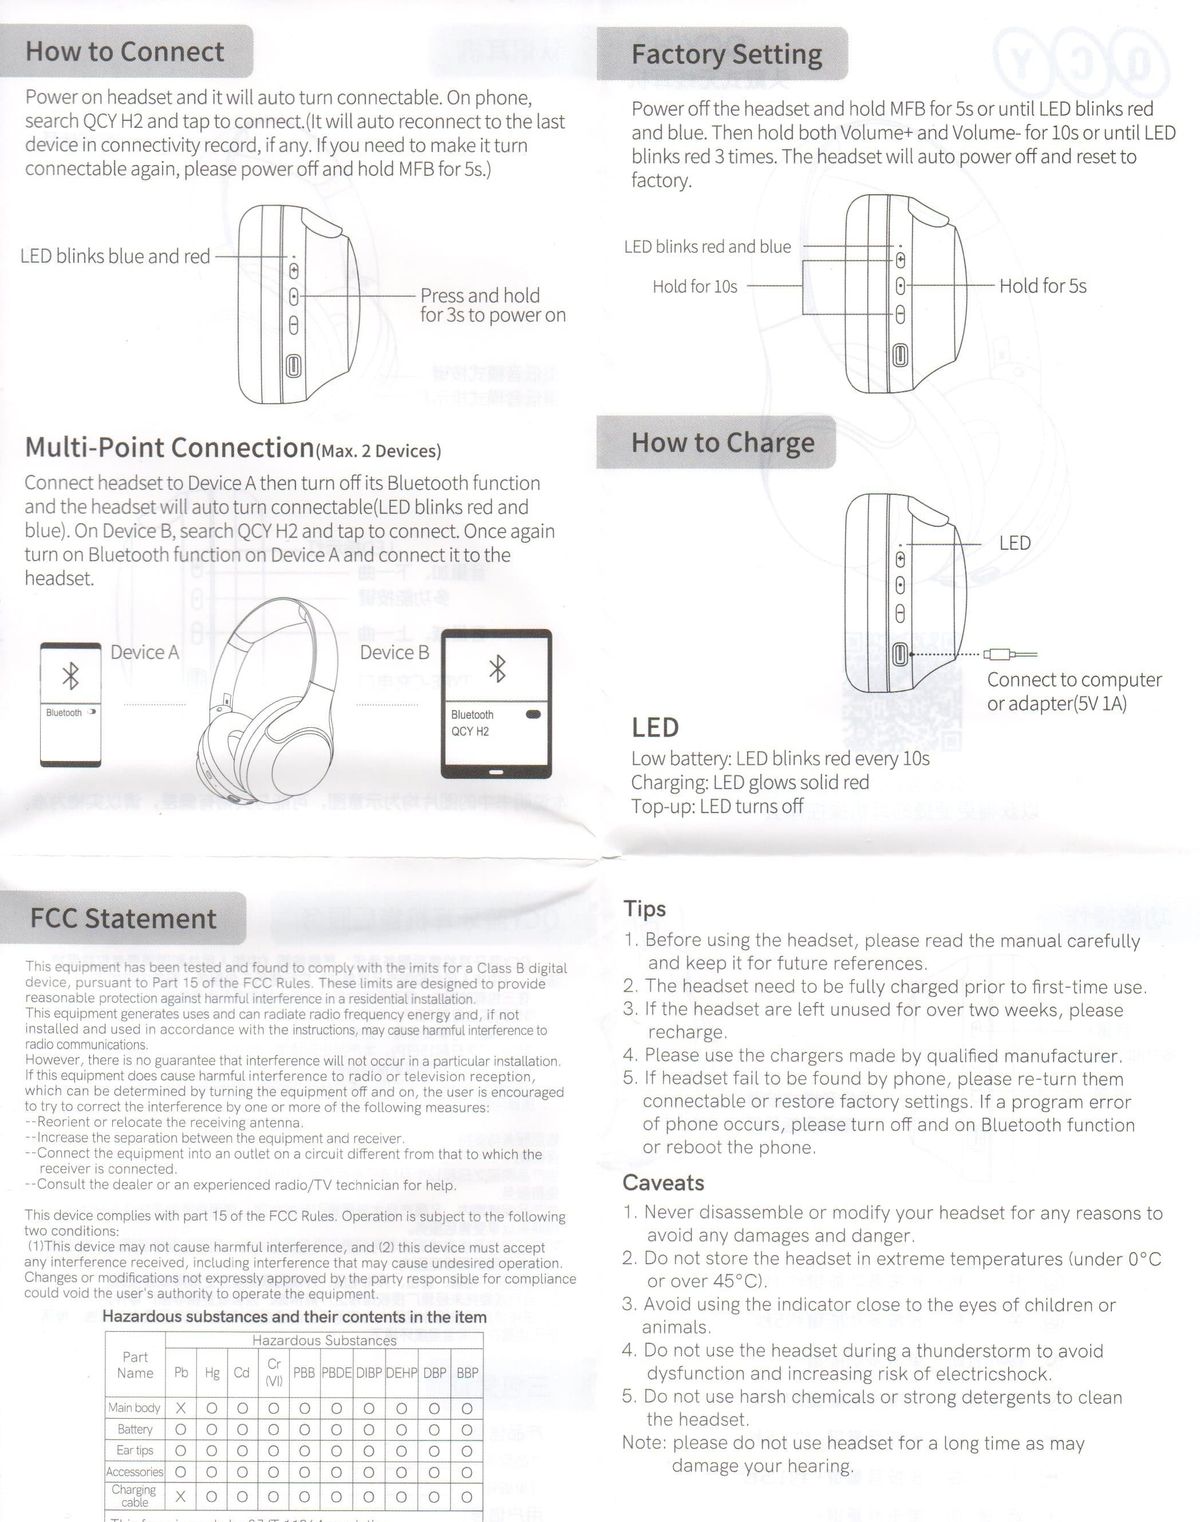 How to Connect
Power on headset and it will auto turn connectable. On phone,
search QCY H2 and tap to connect.(It will auto reconnect to the last
device in connectivity record, if any. If you need to make it turn
connectable again, please power off and hold MFB for 5s.)
LED blinks blue and red
Press and hold
for 3s to power on
Multi-Point Connection(Max. 2 Devices)
Connect headset to Device A then turn off its Bluetooth function
and the headset will auto turn connectable(LED blinks red and
blue). On Device B, search QCY H2 and tap to connect. Once again
turn on Bluetooth function on Device A and connect it to the
headset.
Device A
Bluetooth
Device B
Bluetooth
QCY H2
Factory Setting
Power off the headset and hold MFB for 5s or until LED blinks red
and blue. Then hold both Volume+ and Volume- for 10s or until LED
blinks red 3 times. The headset will auto power off and reset to
factory.
LED blinks red and blue
Hold for 10s
Hold for 5s
How to Charge
LED
Connect to computer
or adapter(5V 1A)
LED
Low battery: LED blinks red every 10s
Charging: LED glows solid red
Top-up: LED turns off
FCC Statement
This equipment has been tested and found to comply with the imits for a Class B digital
device, pursuant to Part 15 of the FCC Rules. These limits are designed to provide
reasonable protection against harmful interference in a residential installation.
This equipment generates uses and can radiate radio frequency energy and, if not
installed and used in accordance with the instructions, may cause harmful interference to
radio communications.
However, there is no guarantee that interference will not occur in a particular installation.
If this equipment does cause harmful interference to radio or television reception,
which can be determined by turning the equipment off and on, the user is encouraged
to try to correct the interference by one or more of the following measures:
--Reorient or relocate the receiving antenna.
--Increase the separation between the equipment and receiver.
--Connect the equipment into an outlet on a circuit different from that to which the
receiver is connected.
--Consult the dealer or an experienced radio/TV technician for help.
This device complies with part 15 of the FCC Rules. Operation is subject to the following
two conditions:
(1)This device may not cause harmful interference, and (2) this device must accept
any interference received, including interference that may cause undesired operation.
Changes or modifications not expressly approved by the party responsible for compliance
could void the user's authority to operate the equipment.
Hazardous substances and their contents in the item
Hazardous Substances
Part Name Pb Hg Cd Cr (VI) PBB PBDE DIBP DEHP DBP BBP
Main body X O O O O O O O O O
Battery O O O O O O O O O O
Ear tips O O O O O O O O O O
Accessories O O O O O O O O O O
Charging cable X O O O O O O O O O
Tips
1. Before using the headset, please read the manual carefully
and keep it for future references.
2. The headset need to be fully charged prior to first-time use.
3. If the headset are left unused for over two weeks, please
recharge.
4. Please use the chargers made by qualified manufacturer.
5. If headset fail to be found by phone, please re-turn them
connectable or restore factory settings. If a program error
of phone occurs, please turn off and on Bluetooth function
or reboot the phone.
Caveats
1. Never disassemble or modify your headset for any reasons to
avoid any damages and danger.
2. Do not store the headset in extreme temperatures (under 0°C
or over 45°C).
3. Avoid using the indicator close to the eyes of children or
animals.
4. Do not use the headset during a thunderstorm to avoid
dysfunction and increasing risk of electricshock.
5. Do not use harsh chemicals or strong detergents to clean
the headset.
Note: please do not use headset for a long time as may
damage your hearing.